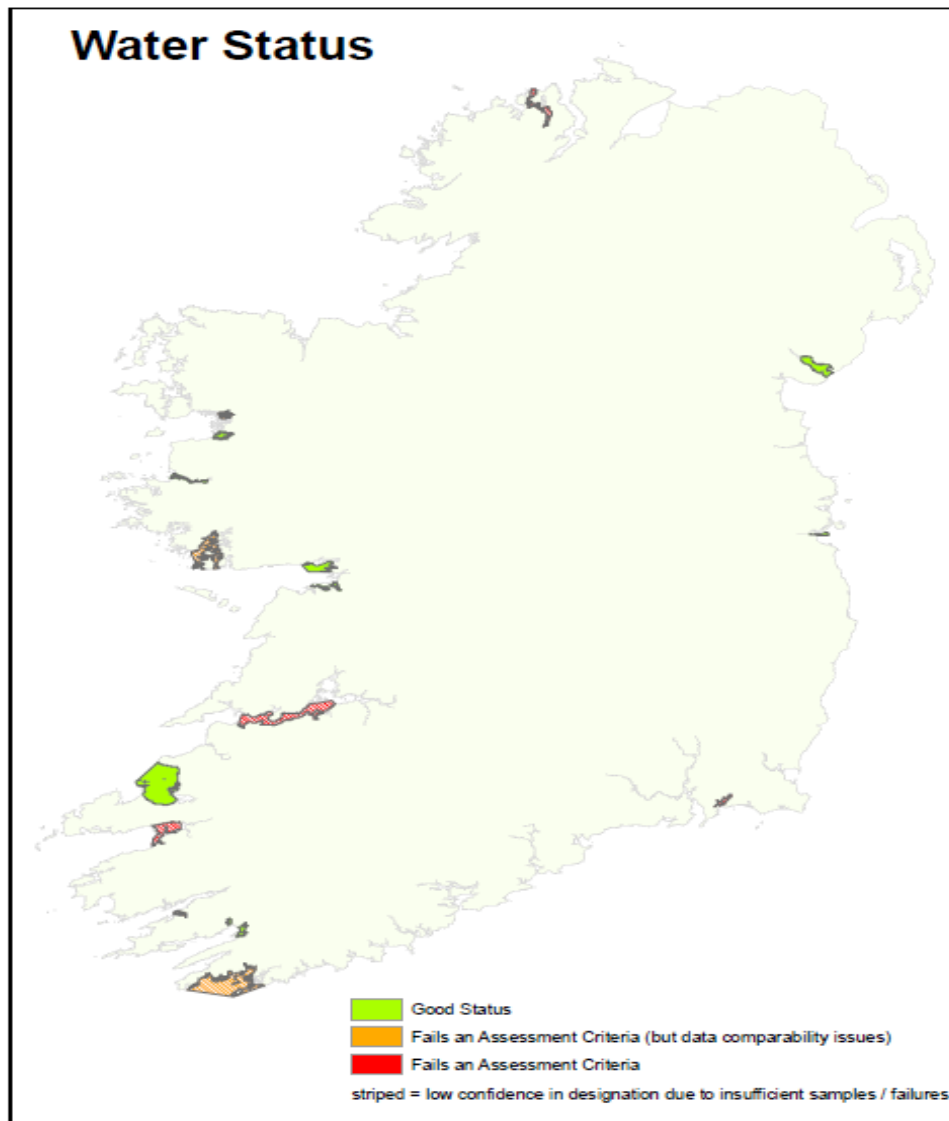 Water Status
Good Status
Fails an Assessment Criteria (but data comparability issues)
Fails an Assessment Criteria
striped = low confidence in designation due to insufficient samples / failures